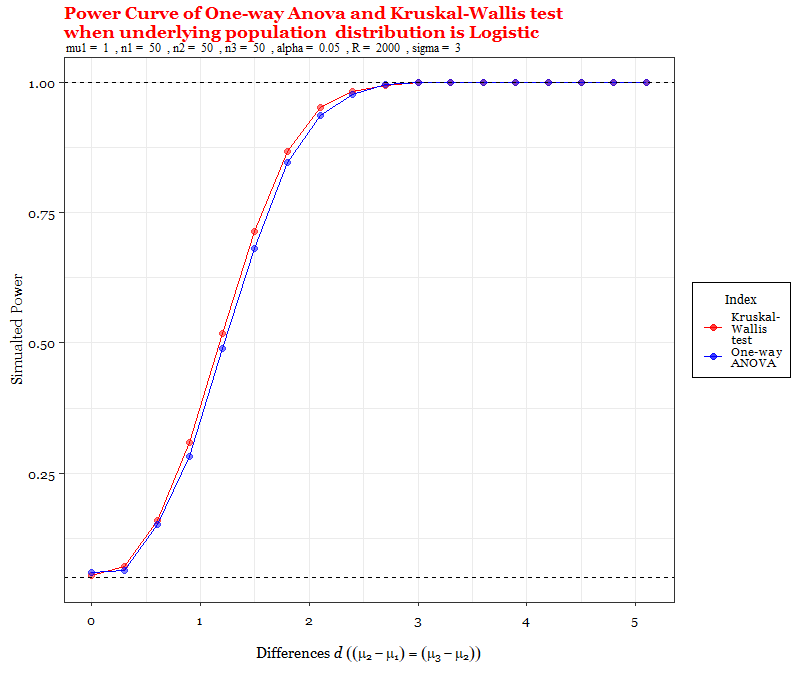 Power Curve of One-way Anova and Kruskal-Wallis test
when underlying population  distribution is Logistic
mu1 =  1  , n1 =  50  , n2 =  50  , n3 =  50  , alpha =  0.05  , R =  2000  , sigma =  3
1.00
0.75
0.50
0.25
Simualted Power
0 1 2 3 4 5
Differences d ((μ₂ − μ₁) = (μ₃ − μ₂))
Index
Kruskal-
Wallis
test
One-way
ANOVA